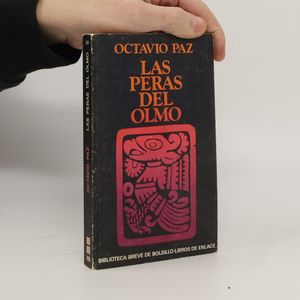 OCTAVIO PAZ
LAS
PERAS
DEL
OLMO
BIBLIOTECA BREVE DE BOLSILLO-LIBROS DE ENLACE
OCTAVIO PAZ
LAS PERAS DEL OLMO